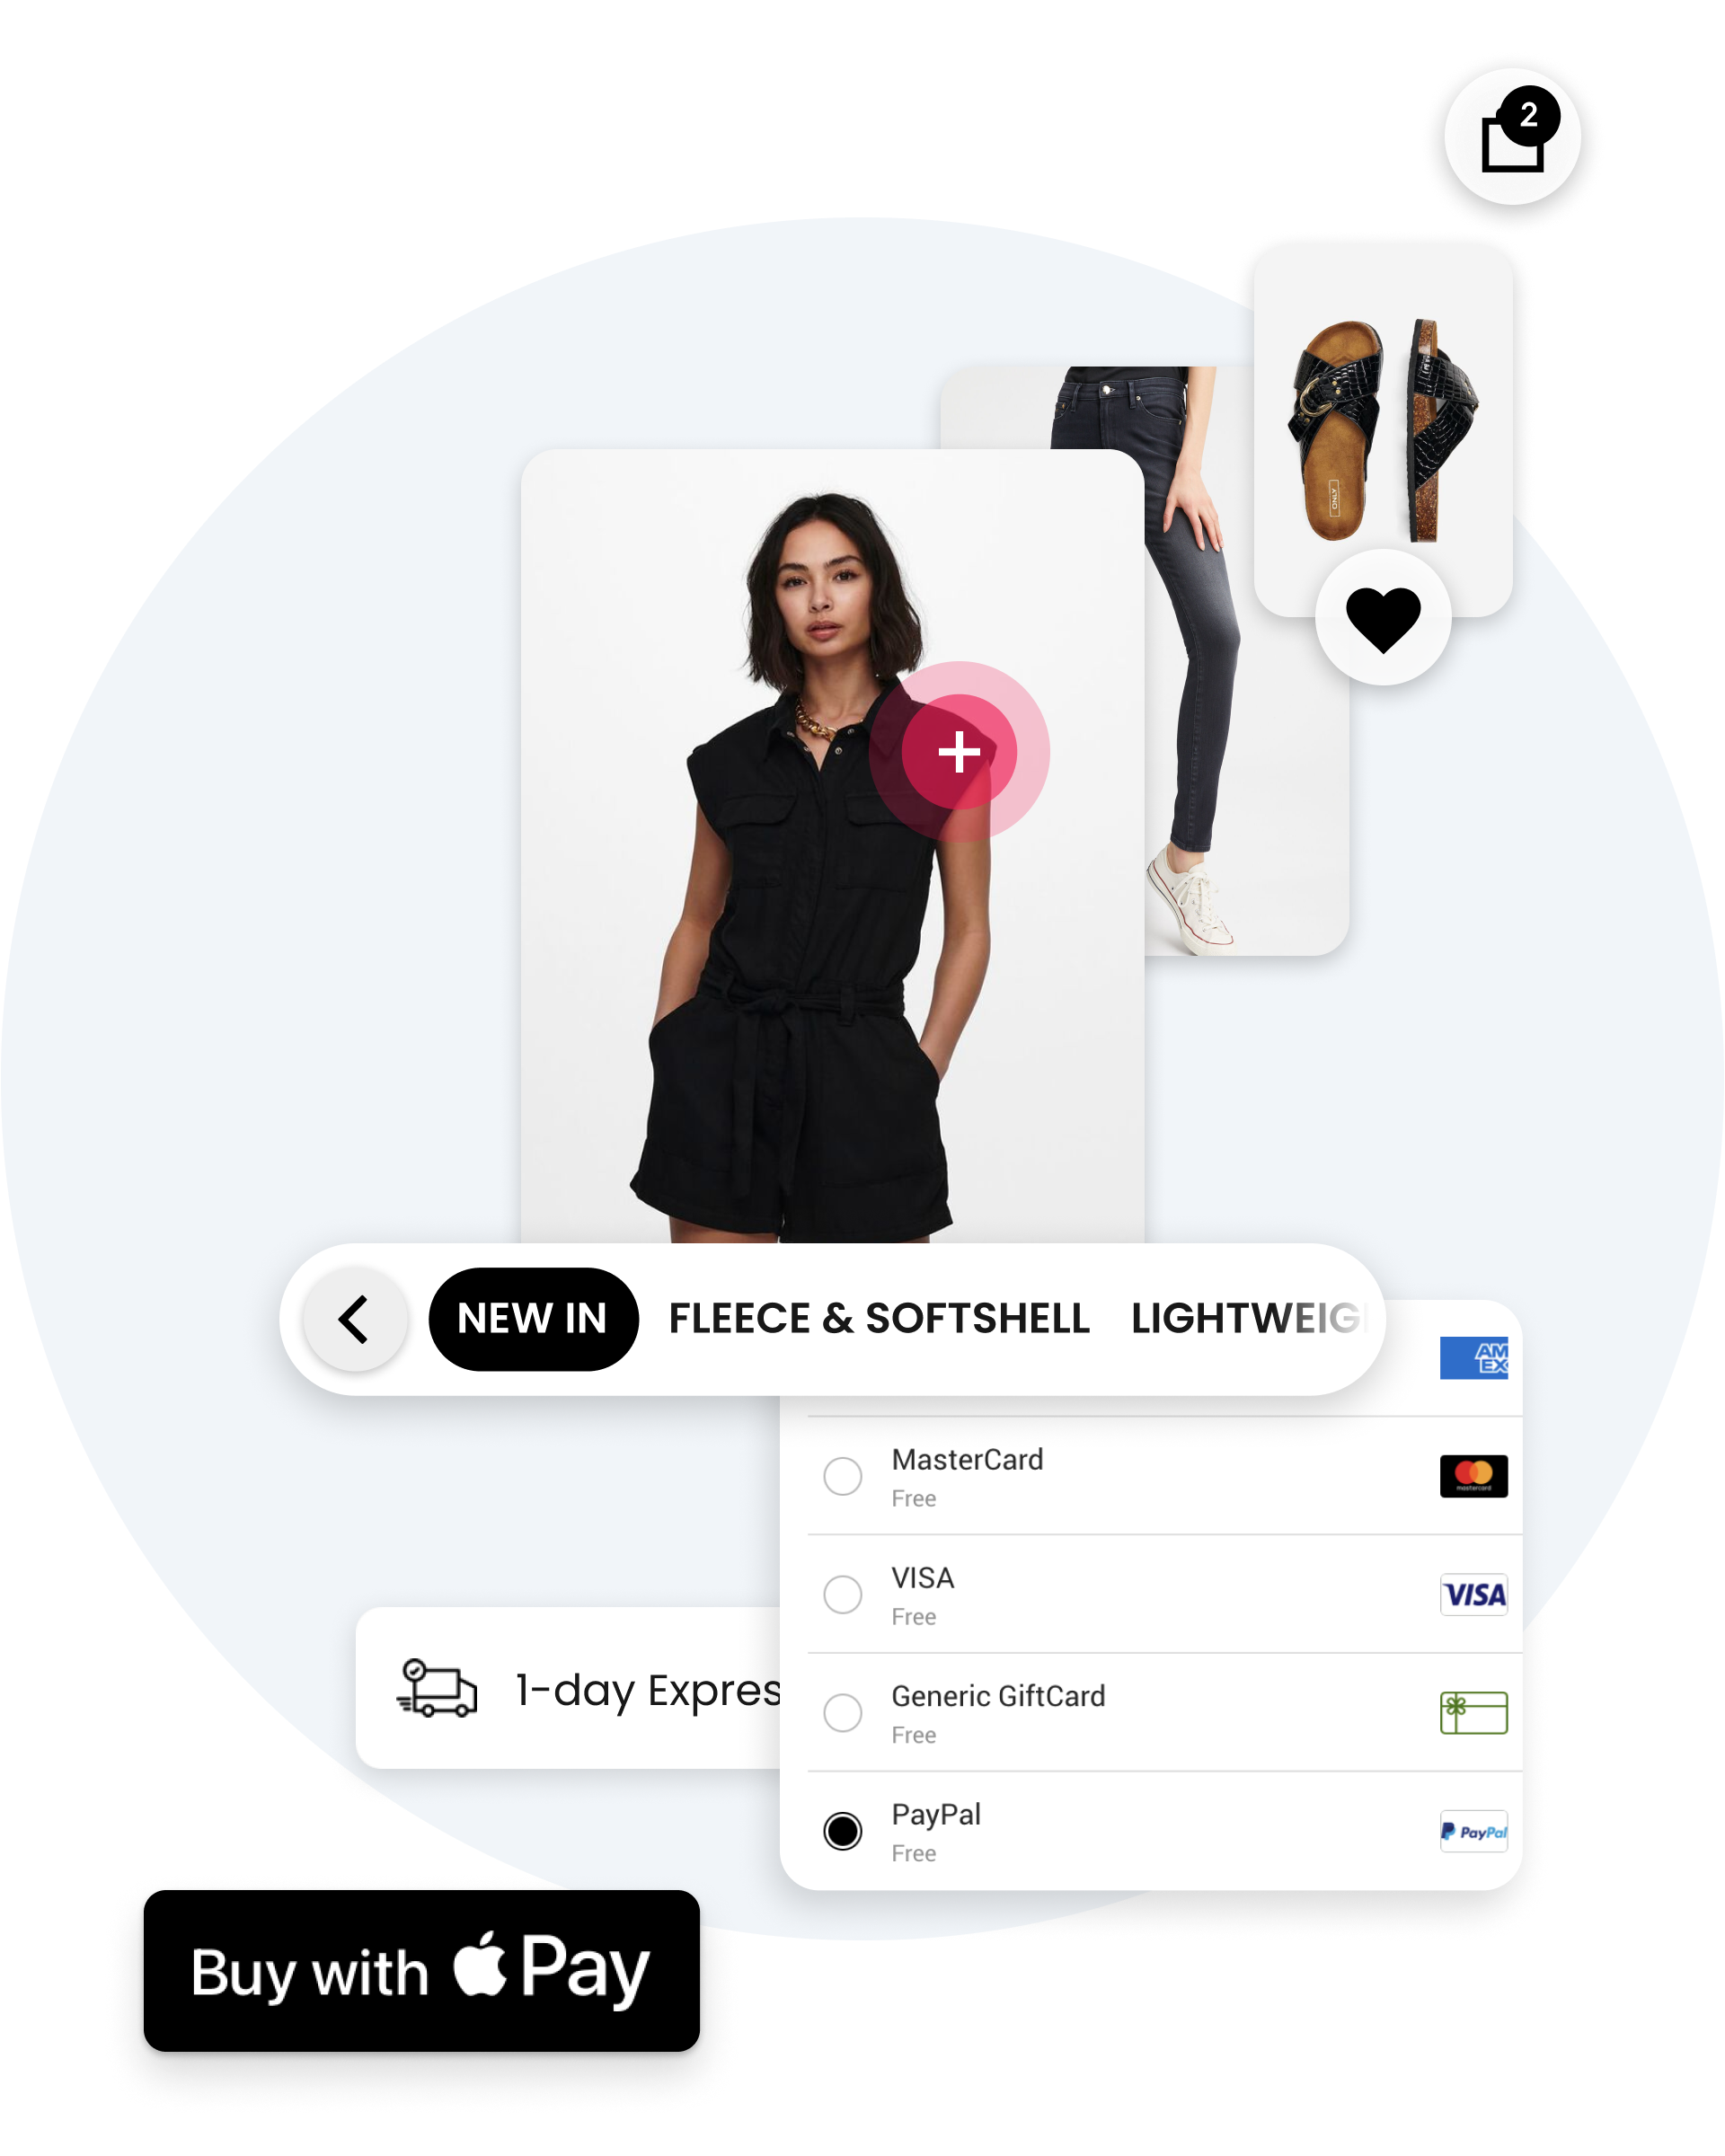 2
ONLY
NEW IN FLEECE & SOFTSHELL LIGHTWEIG
AM
EX
MasterCard
Free
mastercard
VISA
Free
VISA
1-day Expres
Generic GiftCard
Free
PayPal
Free
PayPal
Buy with Pay